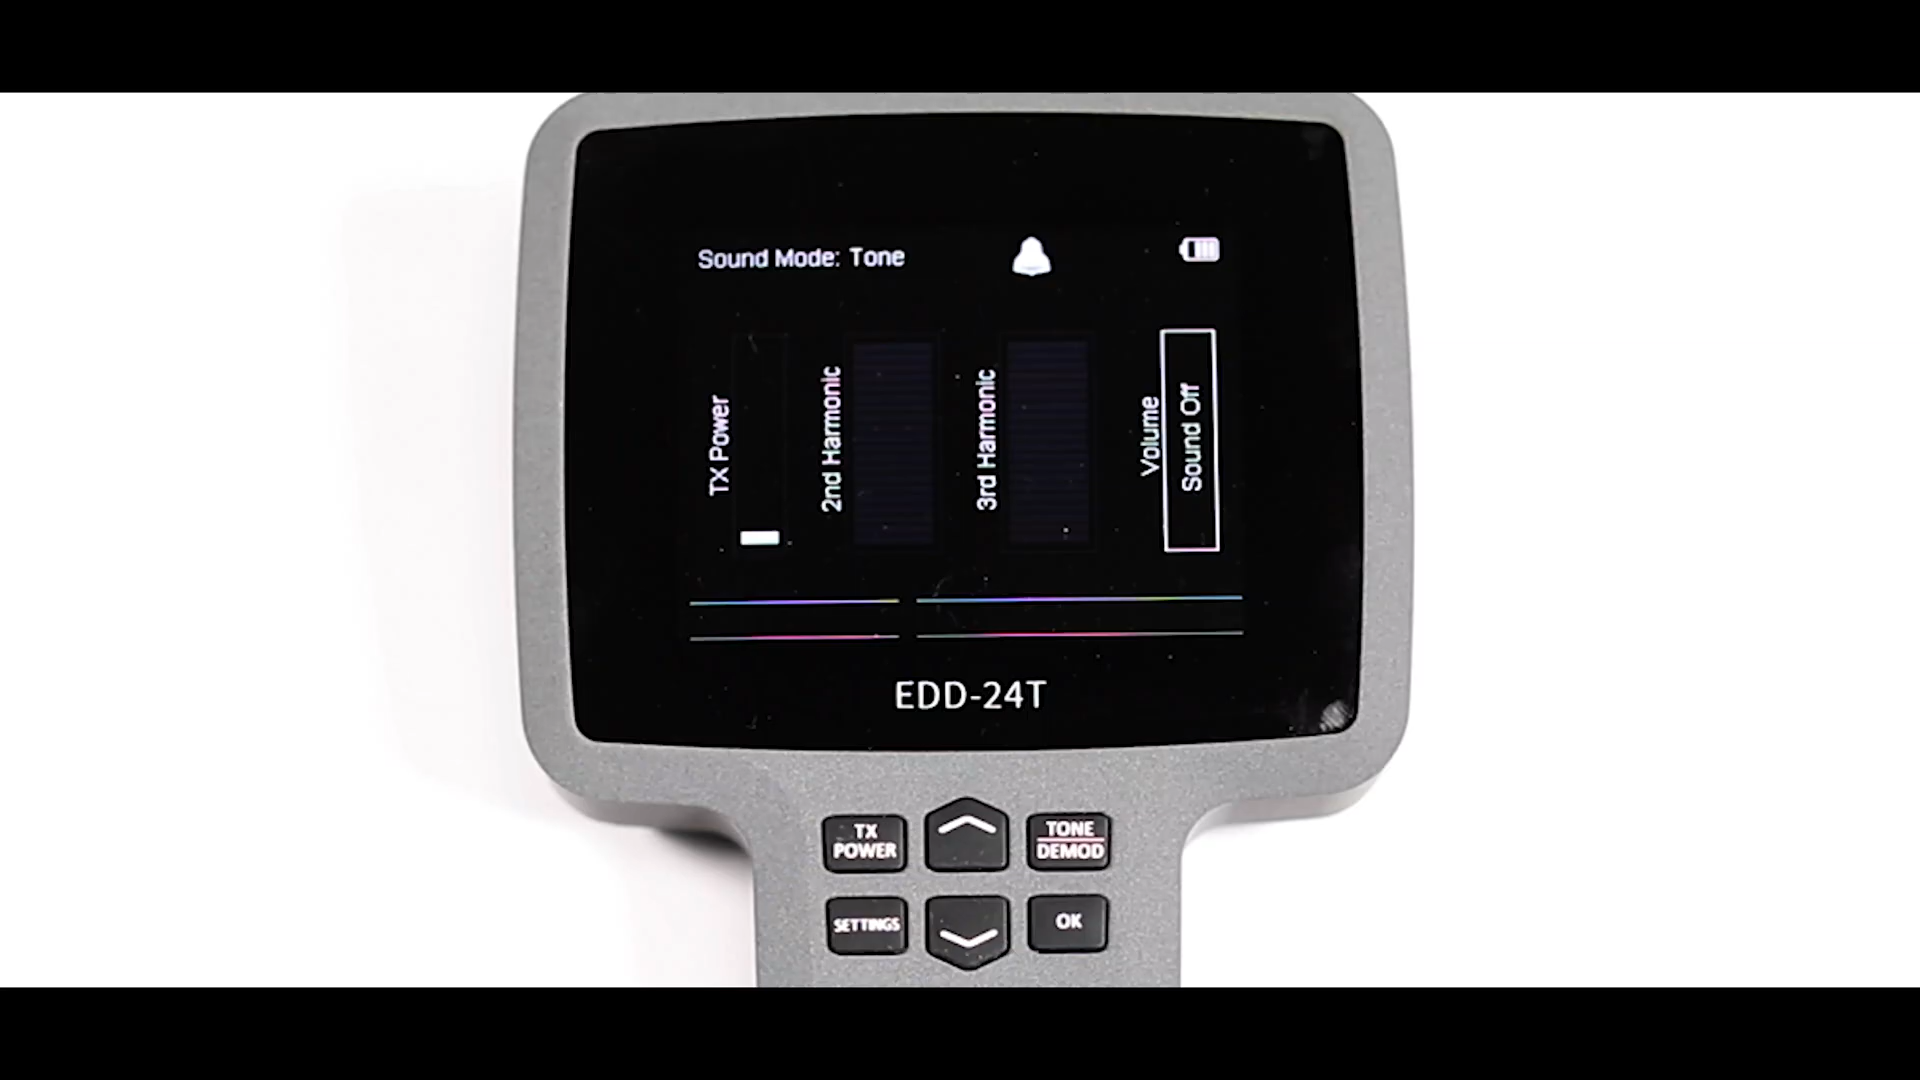 Sound Mode: Tone
TX Power
2nd Harmonic
3rd Harmonic
Volume
Sound Off
EDD-24T
TX
POWER
TONE
DEMOD
SETTINGS
OK